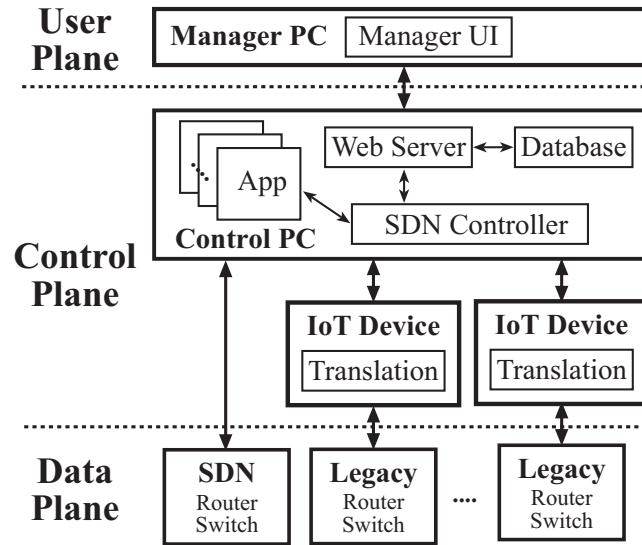 User
Plane
Manager PC
Manager UI
Control
Plane
App
Web Server
Database
SDN Controller
Control PC
IoT Device
Translation
IoT Device
Translation
Data
Plane
SDN
Router
Switch
Legacy
Router
Switch
....
Legacy
Router
Switch